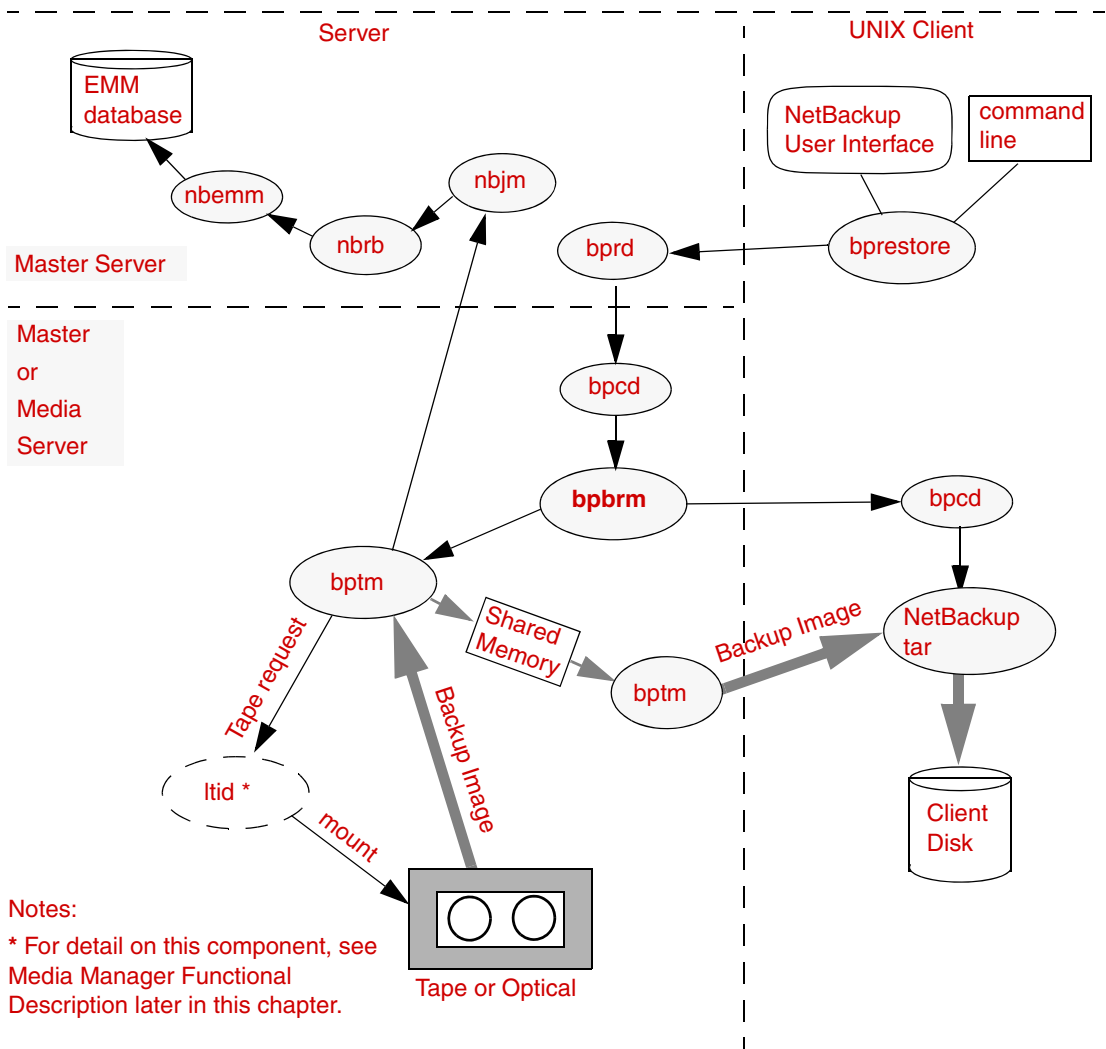 Server
UNIX Client
EMM
database
NetBackup
User Interface
command
line
nbemm
nbjm
nbrb
bprd
bprestore
Master Server
Master
or
Media
Server
bpcd
bpbrm
bpcd
bptm
Shared
Memory
bptm
Backup Image
NetBackup
tar
Tape request
Backup Image
ltid *
mount
Client
Disk
Notes:
* For detail on this component, see
Media Manager Functional
Description later in this chapter.
Tape or Optical